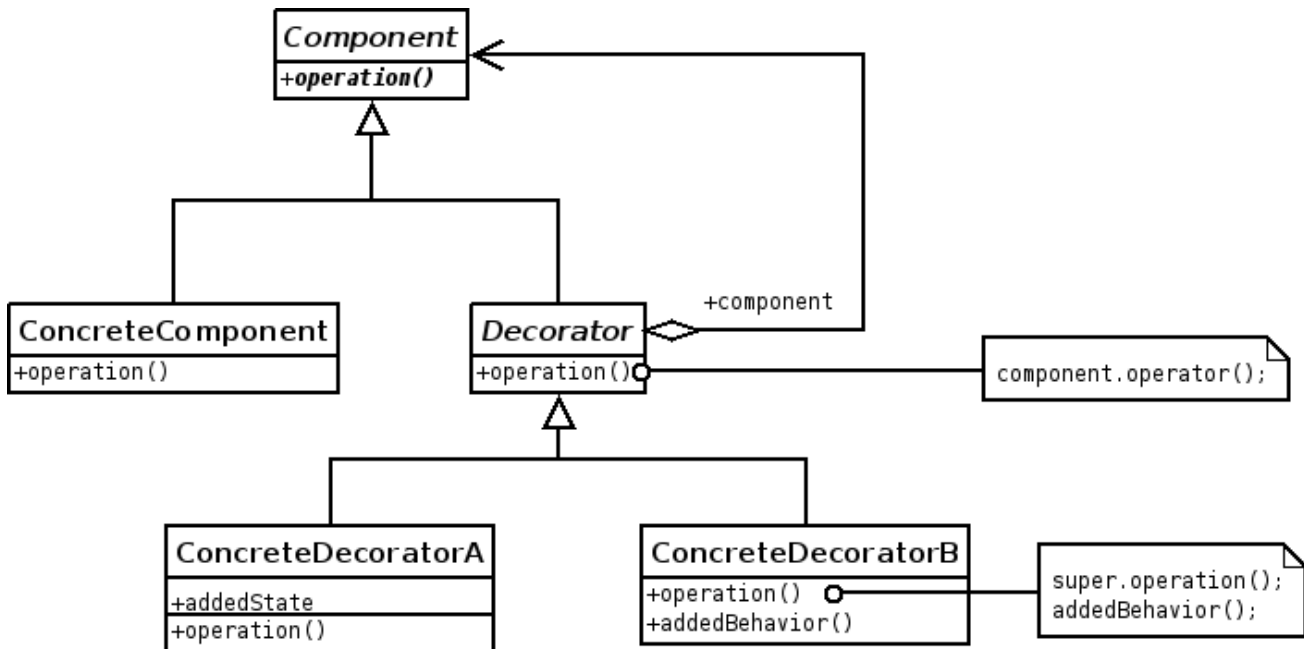 Component
+operation()
+component
ConcreteComponent
+operation()
Decorator
+operation()
component.operator();
ConcreteDecoratorA
+addedState
+operation()
ConcreteDecoratorB
+operation()
+addedBehavior()
super.operation();
addedBehavior();